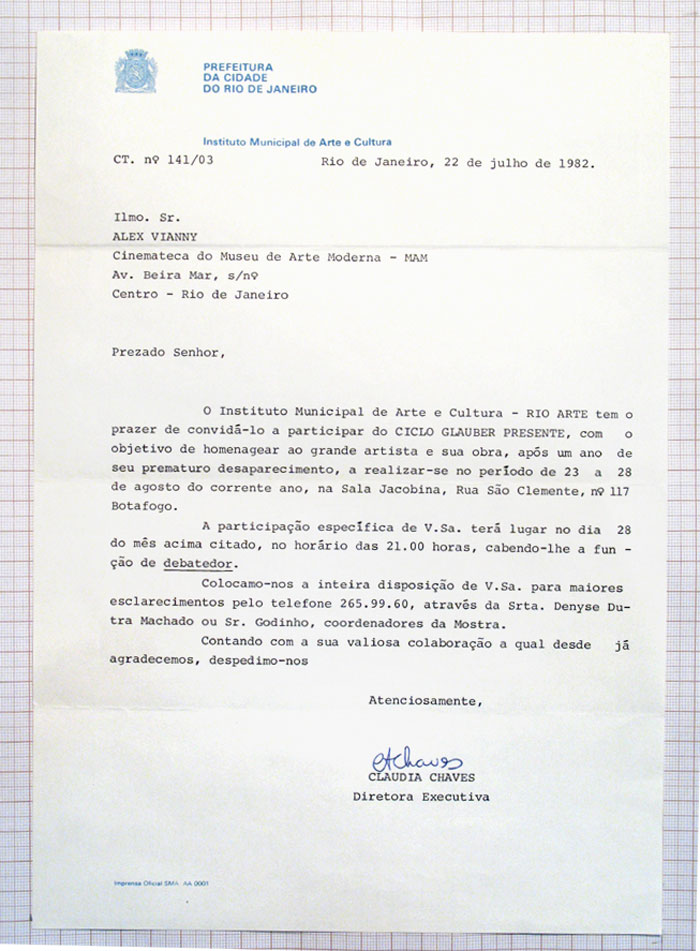 PREFEITURA
DA CIDADE
DO RIO DE JANEIRO
Instituto Municipal de Arte e Cultura
CT. nº 141/03 Rio de Janeiro, 22 de julho de 1982.
Ilmo. Sr.
ALEX VIANNY
Cinemateca do Museu de Arte Moderna - MAM
Av. Beira Mar, s/nº
Centro - Rio de Janeiro
Prezado Senhor,
O Instituto Municipal de Arte e Cultura - RIO ARTE tem o
prazer de convidá-lo a participar do CICLO GLAUBER PRESENTE, com o
objetivo de homenagear ao grande artista e sua obra, após um ano de
seu prematuro desaparecimento, a realizar-se no período de 23 a 28
de agosto do corrente ano, na Sala Jacobina, Rua São Clemente, nº 117
Botafogo.
A participação específica de V.Sa. terá lugar no dia 28
do mês acima citado, no horário das 21.00 horas, cabendo-lhe a fun -
ção de debatedor.
Colocamo-nos a inteira disposição de V.Sa. para maiores
esclarecimentos pelo telefone 265.99.60, através da Srta. Denyse Du-
tra Machado ou Sr. Godinho, coordenadores da Mostra.
Contando com a sua valiosa colaboração a qual desde já
agradecemos, despedimo-nos
Atenciosamente,
CLAUDIA CHAVES
Diretora Executiva
Imprensa Oficial SMA AA 0001